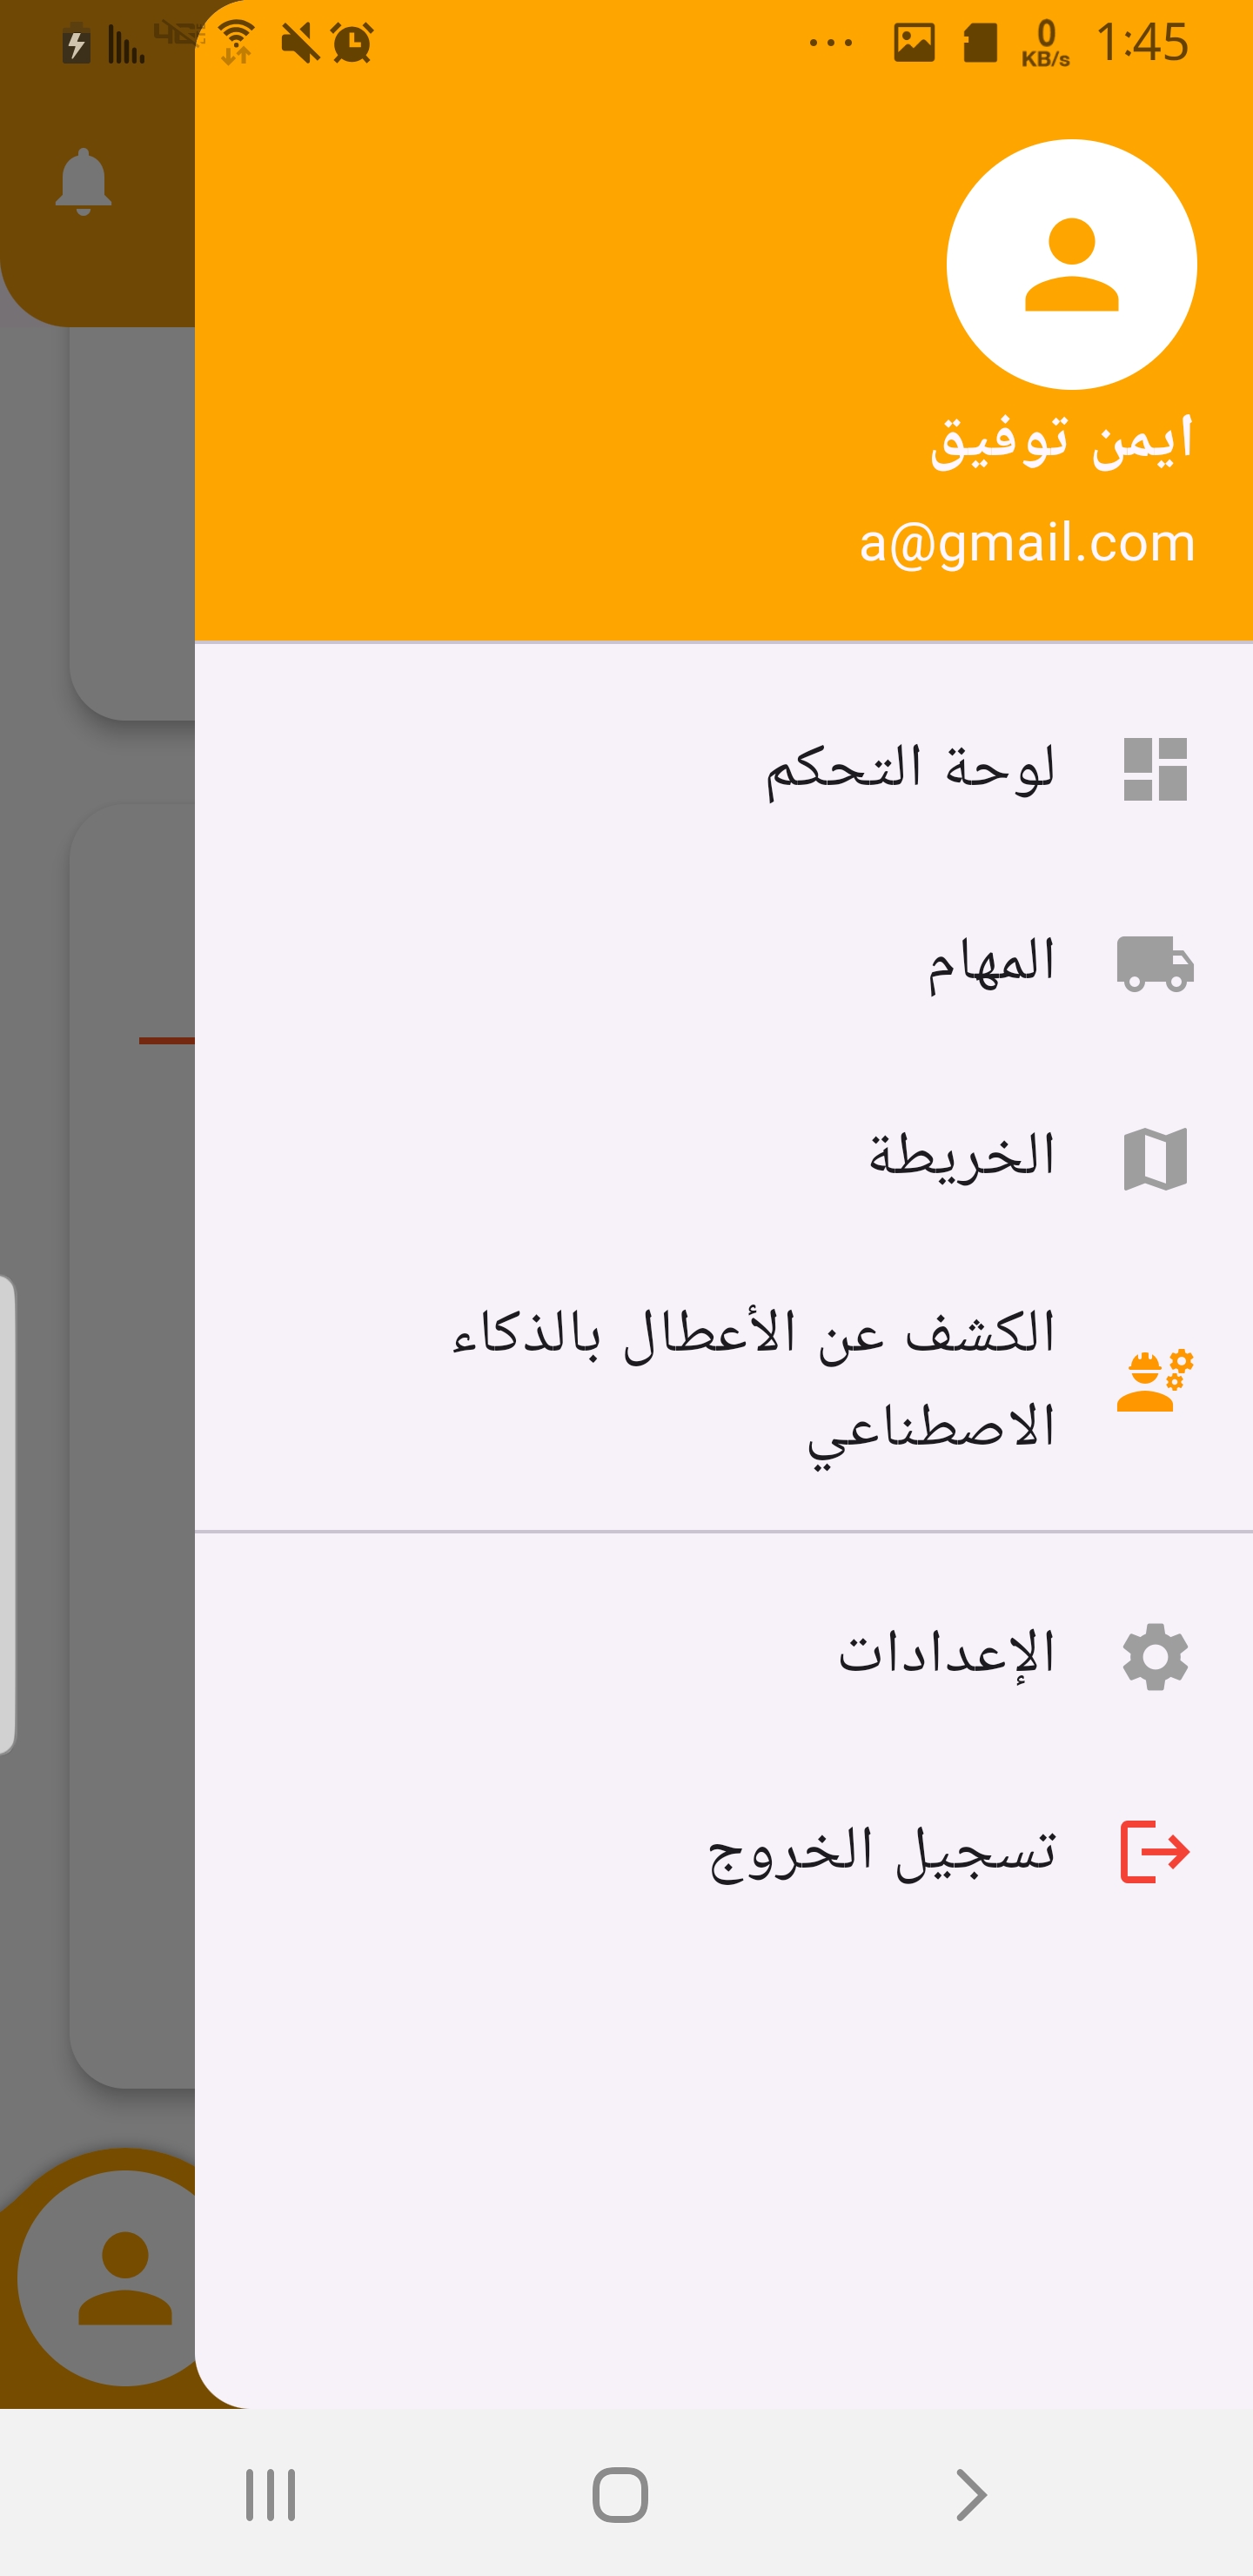 0
KB/s
1:45
ايمن توفيق
a@gmail.com
لوحة التحكم
المهام
الخريطة
الكشف عن الأعطال بالذكاء
الاصطناعي
الإعدادات
تسجيل الخروج